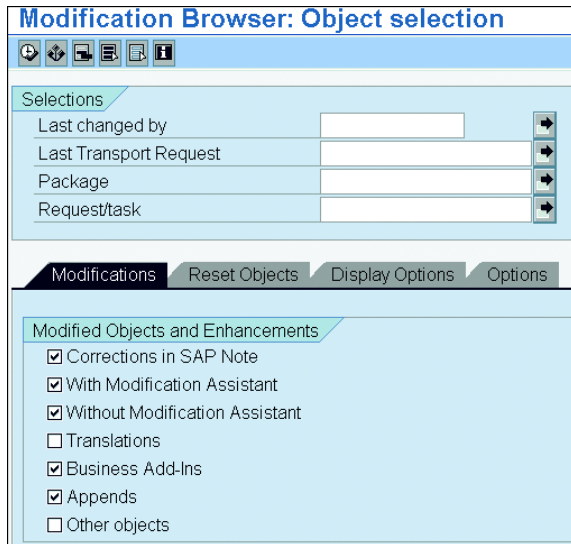 Modification Browser: Object selection
Selections
Last changed by
Last Transport Request
Package
Request/task
Modifications Reset Objects Display Options Options
Modified Objects and Enhancements
Corrections in SAP Note
With Modification Assistant
Without Modification Assistant
Translations
Business Add-Ins
Appends
Other objects